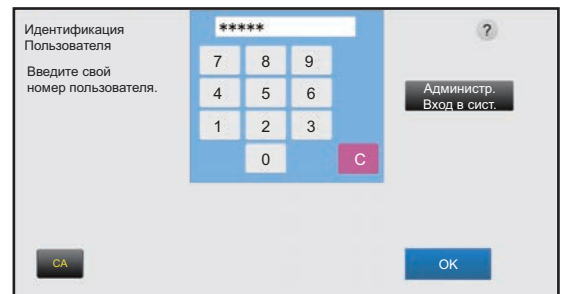 Идентификация
Пользователя
Введите свой
номер пользователя.
*****
?
7 8 9
4 5 6
1 2 3
0 C
Администр.
Вход в сист.
CA
OK